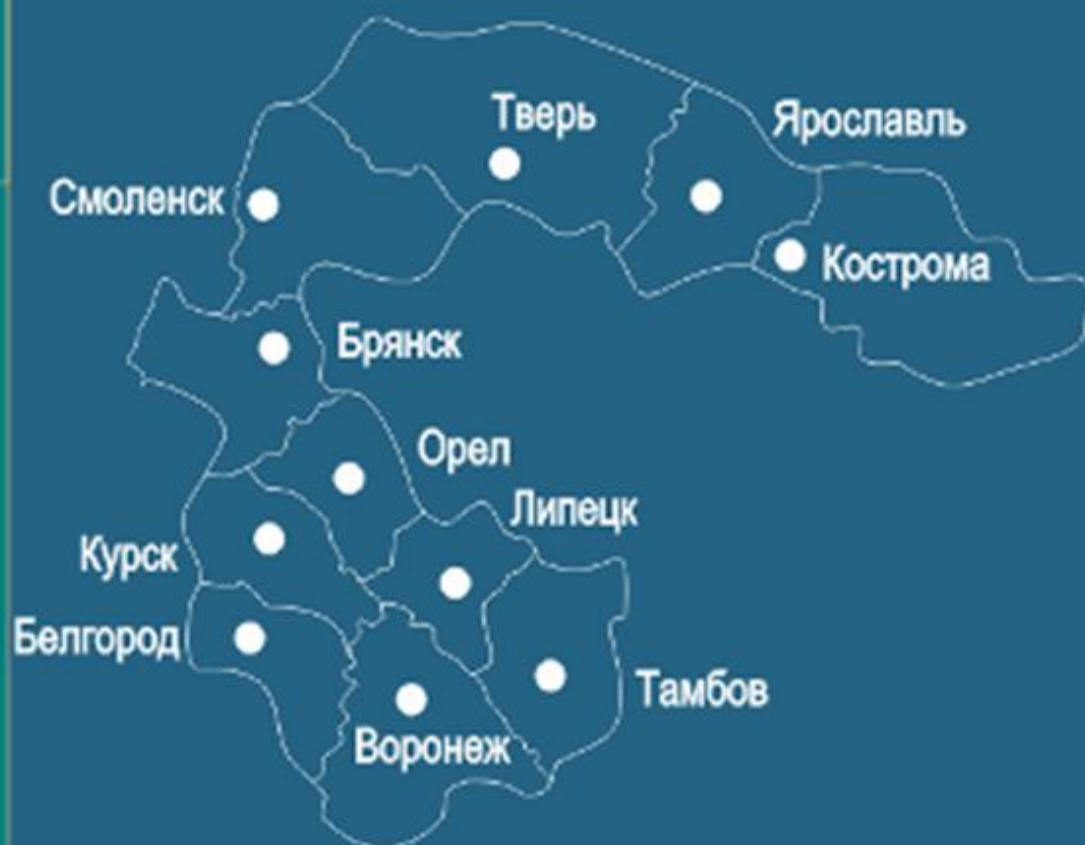 Тверь
Ярославль
Смоленск
Кострома
Брянск
Орел
Липецк
Курск
Белгород
Тамбов
Воронеж